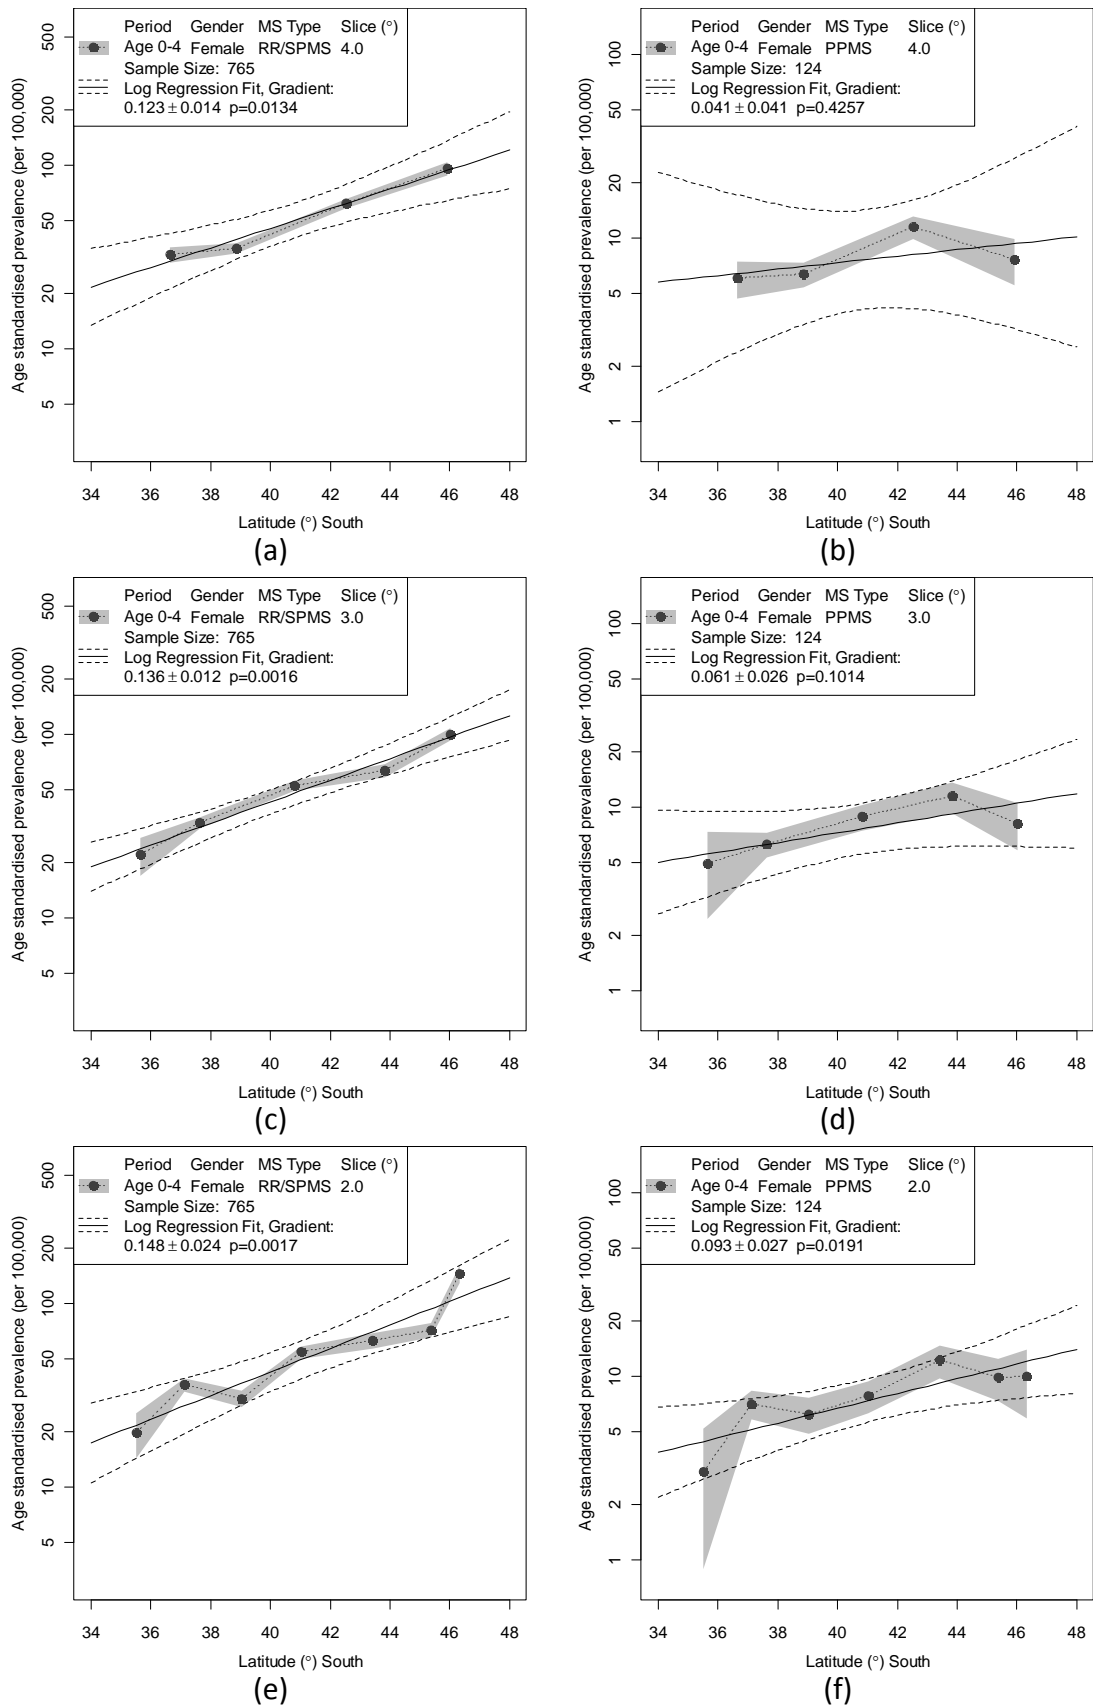 Period Gender MS Type Slice (°)
Age 0-4 Female RR/SPMS 4.0
Sample Size: 765
Log Regression Fit, Gradient:
0.123 ± 0.014 p=0.0134
Age standardised prevalence (per 100,000)
500
200
100
50
20
10
5
34 36 38 40 42 44 46 48
Latitude (°) South
(a)
Period Gender MS Type Slice (°)
Age 0-4 Female PPMS 4.0
Sample Size: 124
Log Regression Fit, Gradient:
0.041 ± 0.041 p=0.4257
Age standardised prevalence (per 100,000)
100
50
20
10
5
2
1
34 36 38 40 42 44 46 48
Latitude (°) South
(b)
Period Gender MS Type Slice (°)
Age 0-4 Female RR/SPMS 3.0
Sample Size: 765
Log Regression Fit, Gradient:
0.136 ± 0.012 p=0.0016
Age standardised prevalence (per 100,000)
500
200
100
50
20
10
5
34 36 38 40 42 44 46 48
Latitude (°) South
(c)
Period Gender MS Type Slice (°)
Age 0-4 Female PPMS 3.0
Sample Size: 124
Log Regression Fit, Gradient:
0.061 ± 0.026 p=0.1014
Age standardised prevalence (per 100,000)
100
50
20
10
5
2
1
34 36 38 40 42 44 46 48
Latitude (°) South
(d)
Period Gender MS Type Slice (°)
Age 0-4 Female RR/SPMS 2.0
Sample Size: 765
Log Regression Fit, Gradient:
0.148 ± 0.024 p=0.0017
Age standardised prevalence (per 100,000)
500
200
100
50
20
10
5
34 36 38 40 42 44 46 48
Latitude (°) South
(e)
Period Gender MS Type Slice (°)
Age 0-4 Female PPMS 2.0
Sample Size: 124
Log Regression Fit, Gradient:
0.093 ± 0.027 p=0.0191
Age standardised prevalence (per 100,000)
100
50
20
10
5
2
1
34 36 38 40 42 44 46 48
Latitude (°) South
(f)